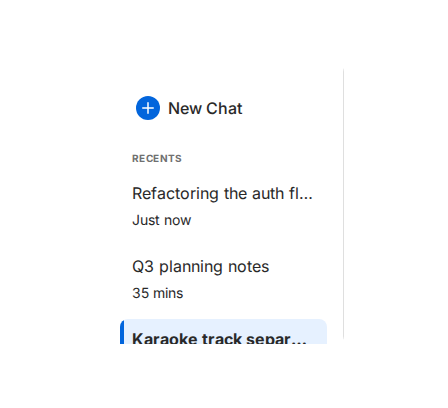 New Chat
RECENTS
Refactoring the auth fl...
Just now
Q3 planning notes
35 mins
Karaoke track separ...